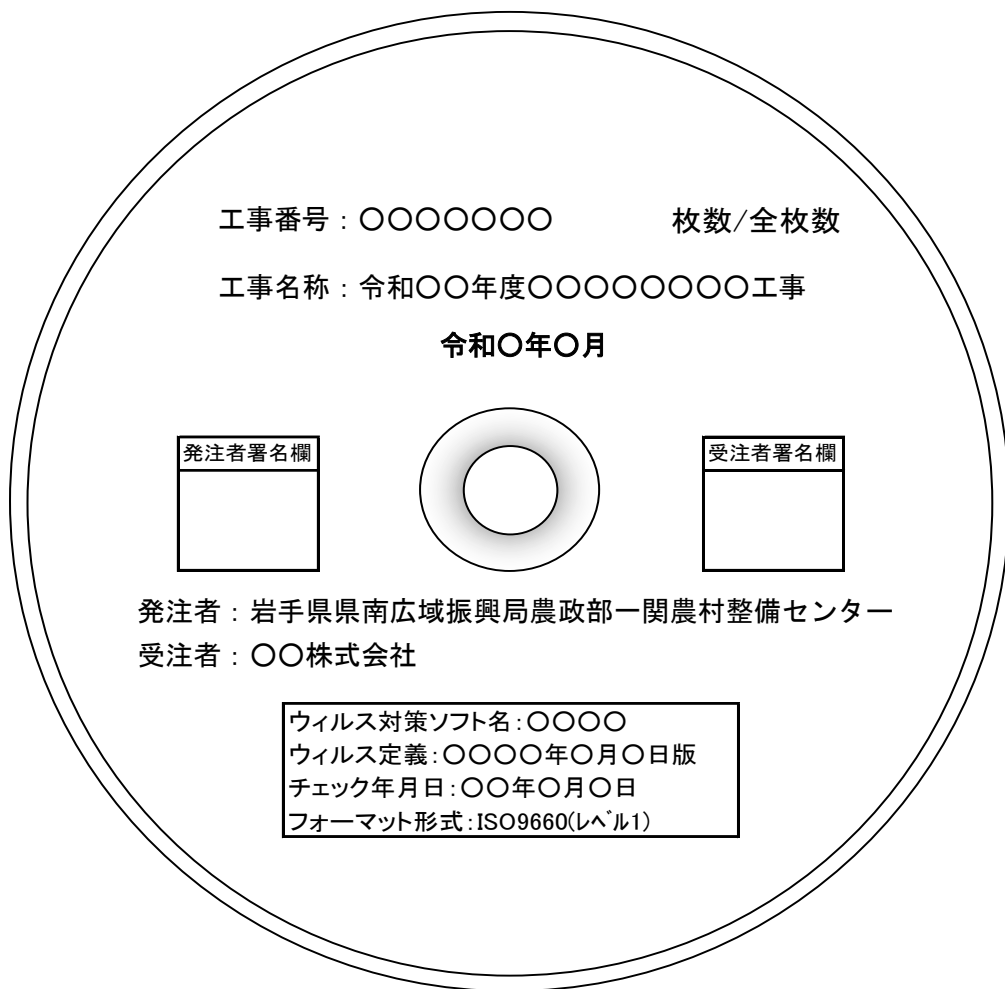 工事番号：〇〇〇〇〇〇〇　枚数/全枚数
工事名称：令和〇〇年度〇〇〇〇〇〇〇〇工事
令和〇年〇月
発注者署名欄
受注者署名欄
発注者：岩手県県南広域振興局農政部一関農村整備センター
受注者：〇〇株式会社
ウィルス対策ソフト名：〇〇〇〇
ウィルス定義：〇〇〇〇年〇月〇日版
チェック年月日：〇〇年〇月〇日
フォーマット形式：ISO9660(ﾚﾍﾞﾙ1)